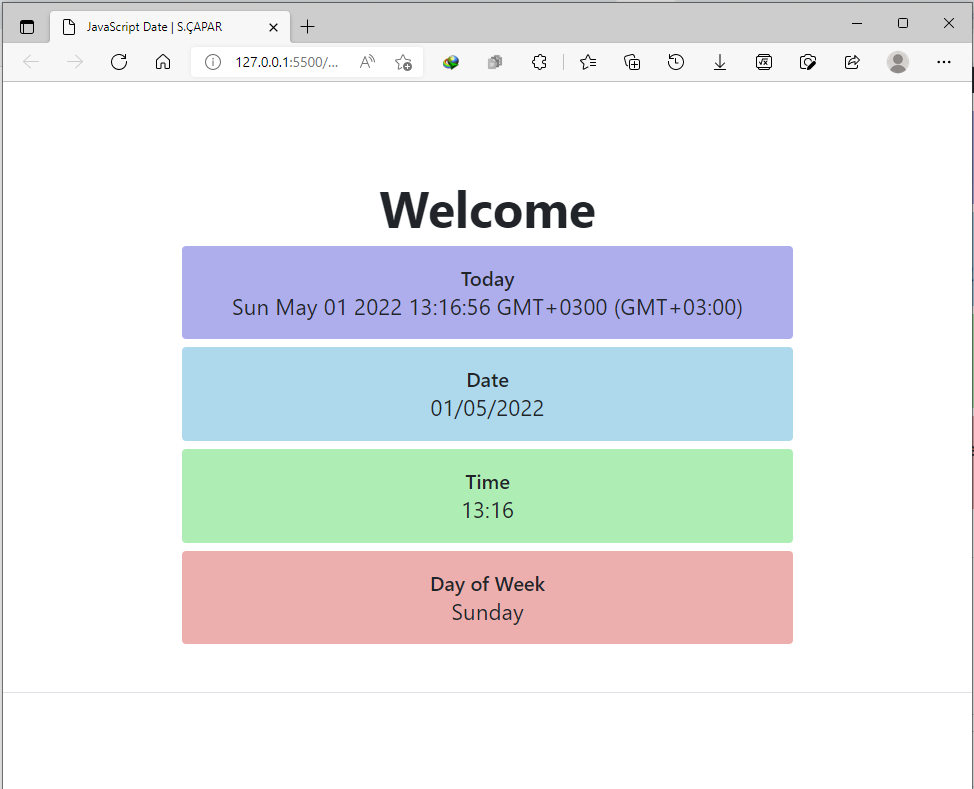 JavaScript Date | S.ÇAPAR
127.0.0.1:5500/...
Welcome
Today
Sun May 01 2022 13:16:56 GMT+0300 (GMT+03:00)
Date
01/05/2022
Time
13:16
Day of Week
Sunday